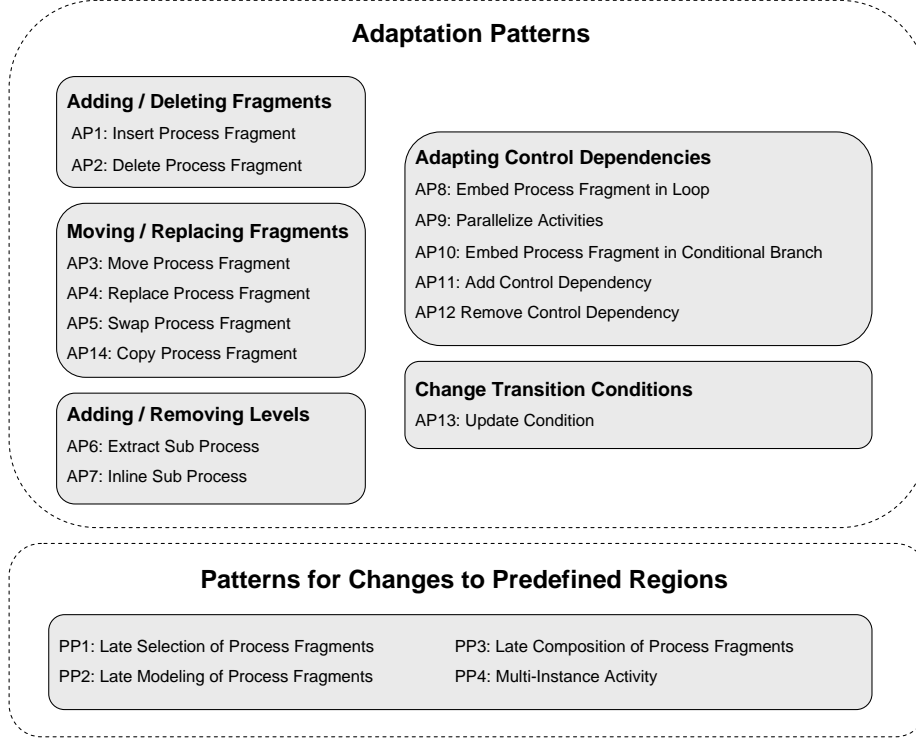 Adaptation Patterns
Adding / Deleting Fragments
AP1: Insert Process Fragment
AP2: Delete Process Fragment
Moving / Replacing Fragments
AP3: Move Process Fragment
AP4: Replace Process Fragment
AP5: Swap Process Fragment
AP14: Copy Process Fragment
Adding / Removing Levels
AP6: Extract Sub Process
AP7: Inline Sub Process
Adapting Control Dependencies
AP8: Embed Process Fragment in Loop
AP9: Parallelize Activities
AP10: Embed Process Fragment in Conditional Branch
AP11: Add Control Dependency
AP12 Remove Control Dependency
Change Transition Conditions
AP13: Update Condition
Patterns for Changes to Predefined Regions
PP1: Late Selection of Process Fragments
PP2: Late Modeling of Process Fragments
PP3: Late Composition of Process Fragments
PP4: Multi-Instance Activity